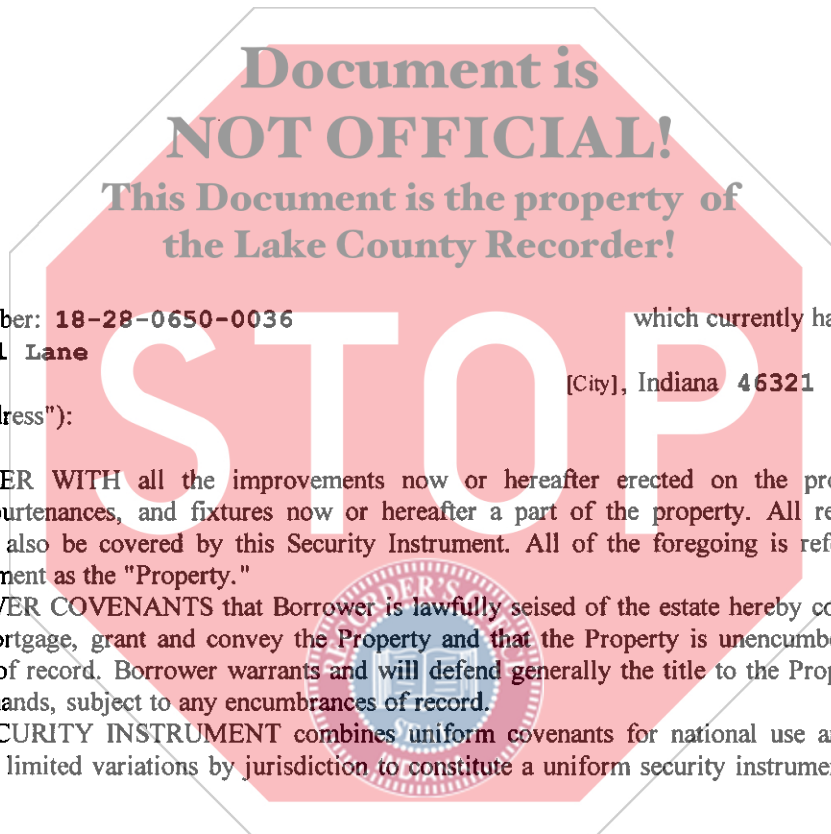 Document is
NOT OFFICIAL!
This Document is the property of
the Lake County Recorder!
ber: 18-28-0650-0036 which currently ha
1 Lane
[City], Indiana 46321
ress"):
STOP
ER WITH all the improvements now or hereafter erected on the pro
urtenances, and fixtures now or hereafter a part of the property. All re
also be covered by this Security Instrument. All of the foregoing is ref
ment as the "Property."
VER COVENANTS that Borrower is lawfully seised of the estate hereby co
ortgage, grant and convey the Property and that the Property is unencumb
of record. Borrower warrants and will defend generally the title to the Prop
ands, subject to any encumbrances of record.
CURITY INSTRUMENT combines uniform covenants for national use a
limited variations by jurisdiction to constitute a uniform security instrume